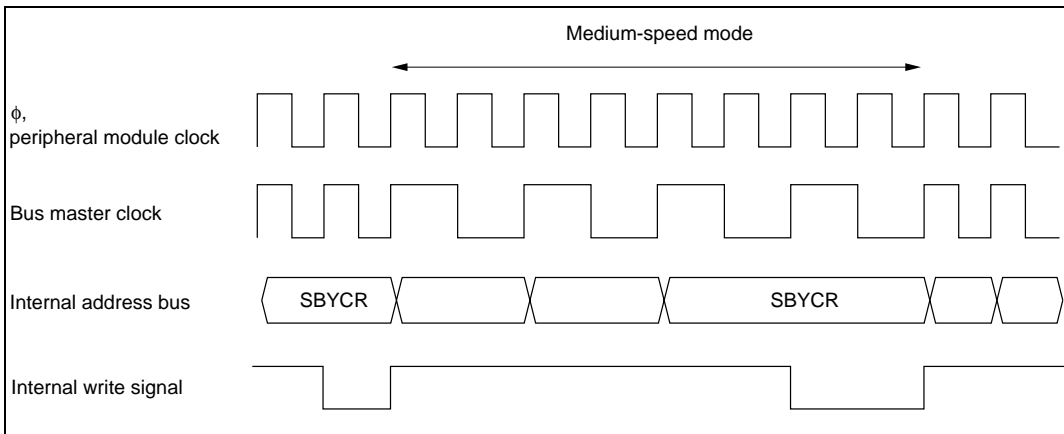 Medium-speed mode
ϕ,
peripheral module clock
Bus master clock
Internal address bus
SBYCR
SBYCR
Internal write signal